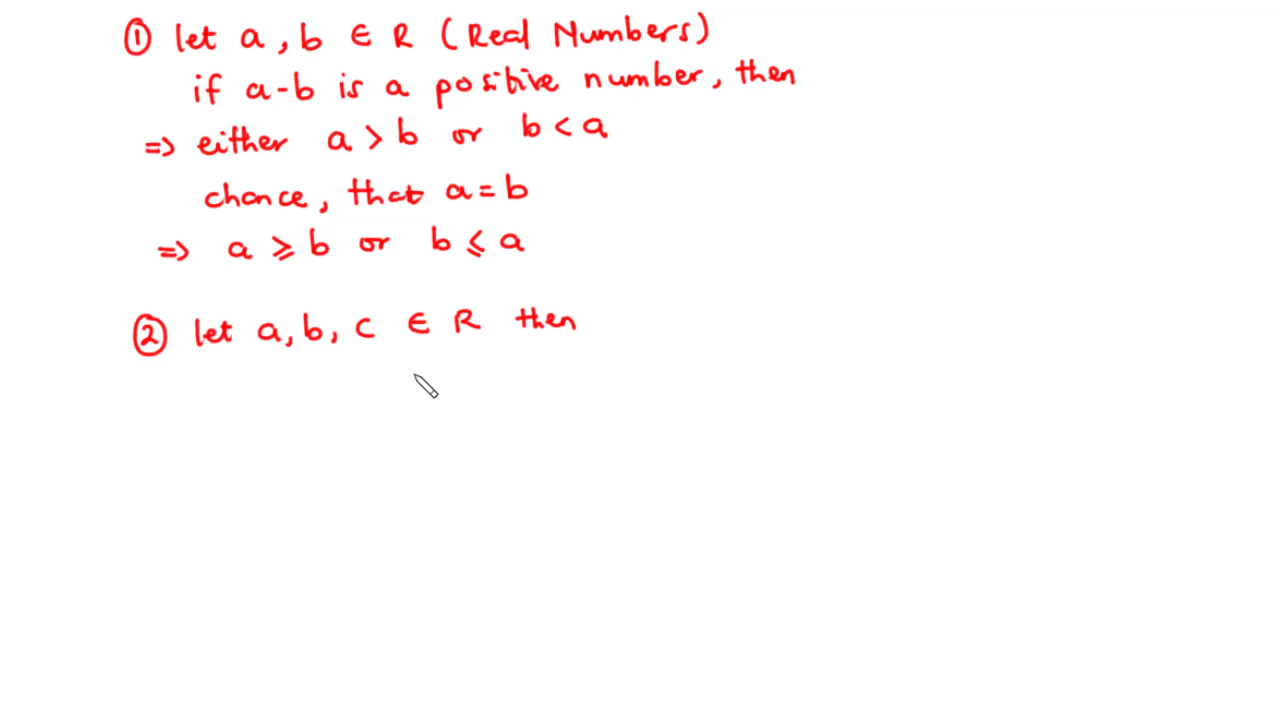 ① let a, b ∈ R (Real Numbers)
if a-b is a positive number, then
=> either a > b or b < a
chance, that a = b
=> a ⩾ b or b ⩽ a
② let a, b, c ∈ R then